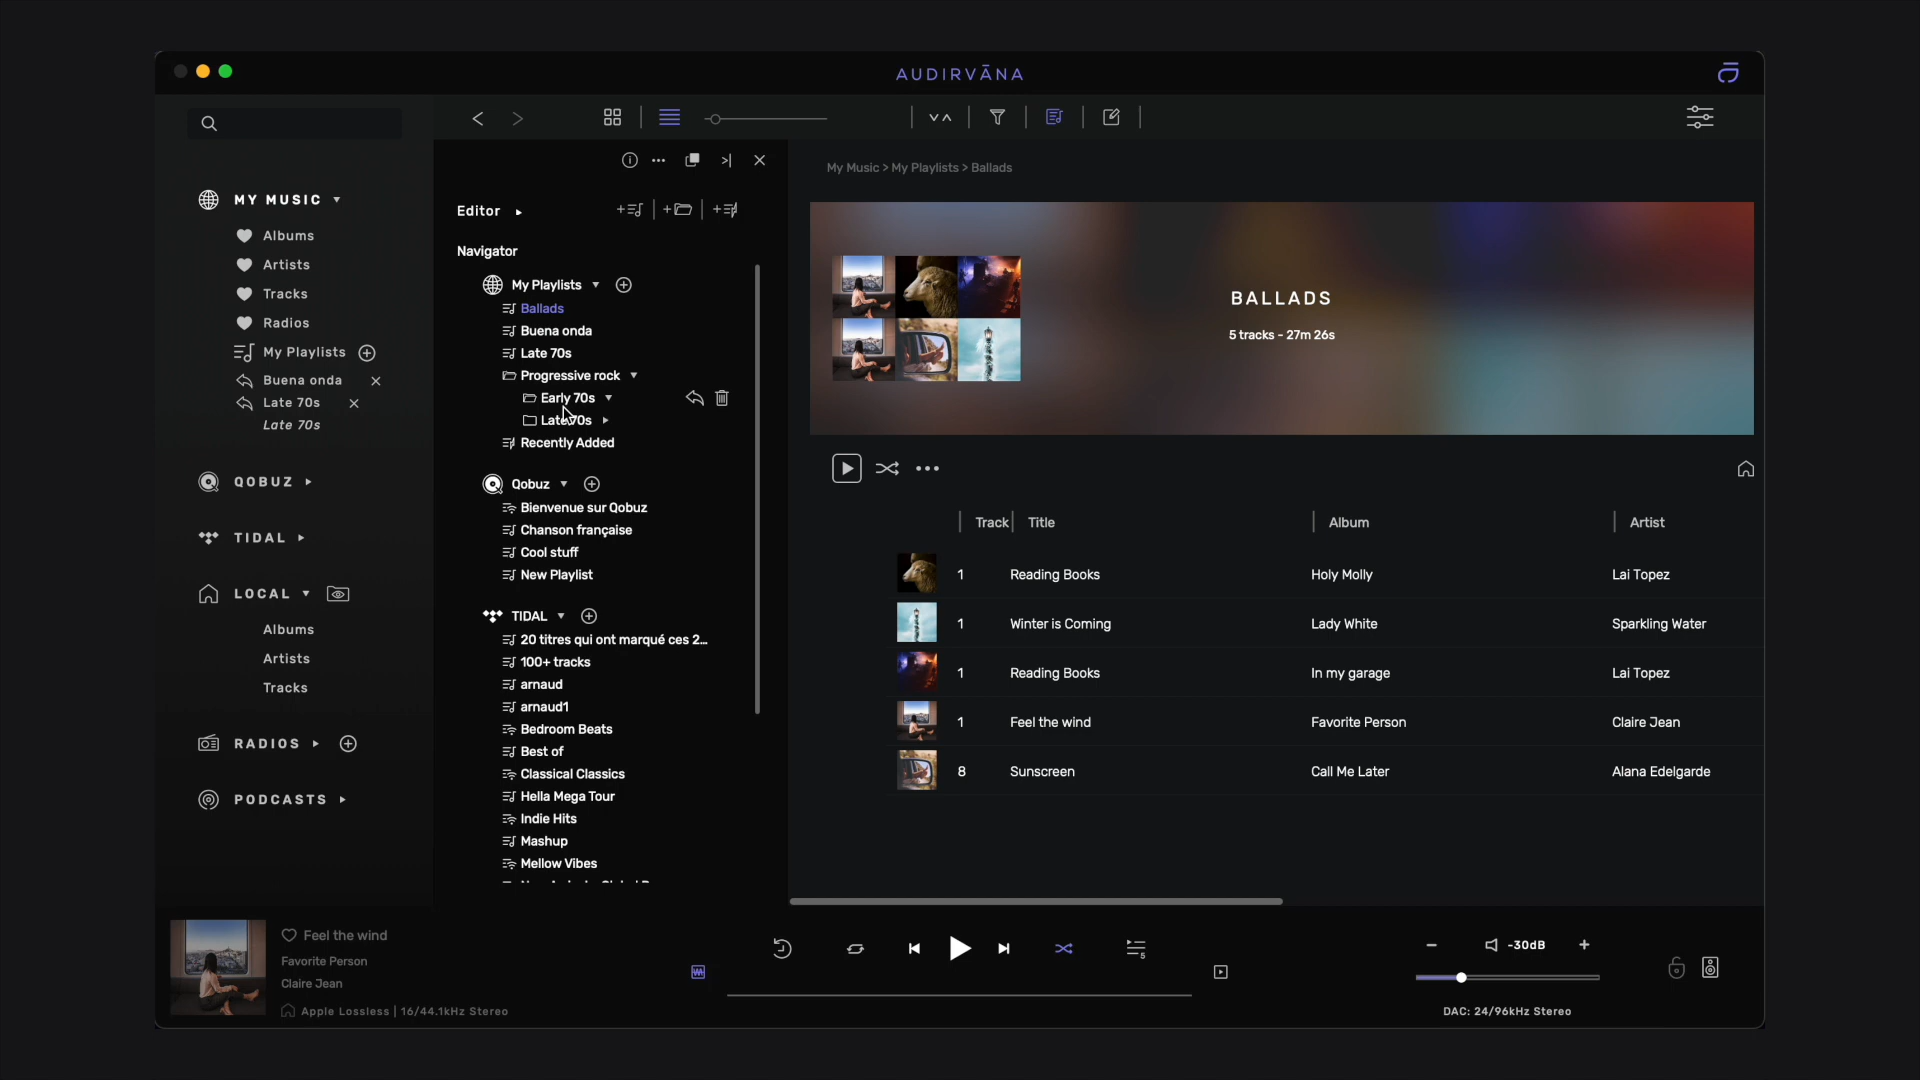 AUDIRVĀNA
MY MUSIC
Albums
Artists
Tracks
Radios
My Playlists
Buena onda
Late 70s
Late 70s
QOBUZ
TIDAL
LOCAL
Albums
Artists
Tracks
RADIOS
PODCASTS
Editor
Navigator
My Playlists
Ballads
Buena onda
Late 70s
Progressive rock
Early 70s
Late 70s
Recently Added
Qobuz
Bienvenue sur Qobuz
Chanson française
Cool stuff
New Playlist
TIDAL
20 titres qui ont marqué ces 2...
100+ tracks
arnaud
arnaud1
Bedroom Beats
Best of
Classical Classics
Hella Mega Tour
Indie Hits
Mashup
Mellow Vibes
My Music > My Playlists > Ballads
BALLADS
5 tracks - 27m 26s
Track Title Album Artist
1 Reading Books Holy Molly Lai Topez
1 Winter is Coming Lady White Sparkling Water
1 Reading Books In my garage Lai Topez
1 Feel the wind Favorite Person Claire Jean
8 Sunscreen Call Me Later Alana Edelgarde
Feel the wind
Favorite Person
Claire Jean
Apple Lossless | 16/44.1kHz Stereo
5
-30dB
DAC: 24/96kHz Stereo